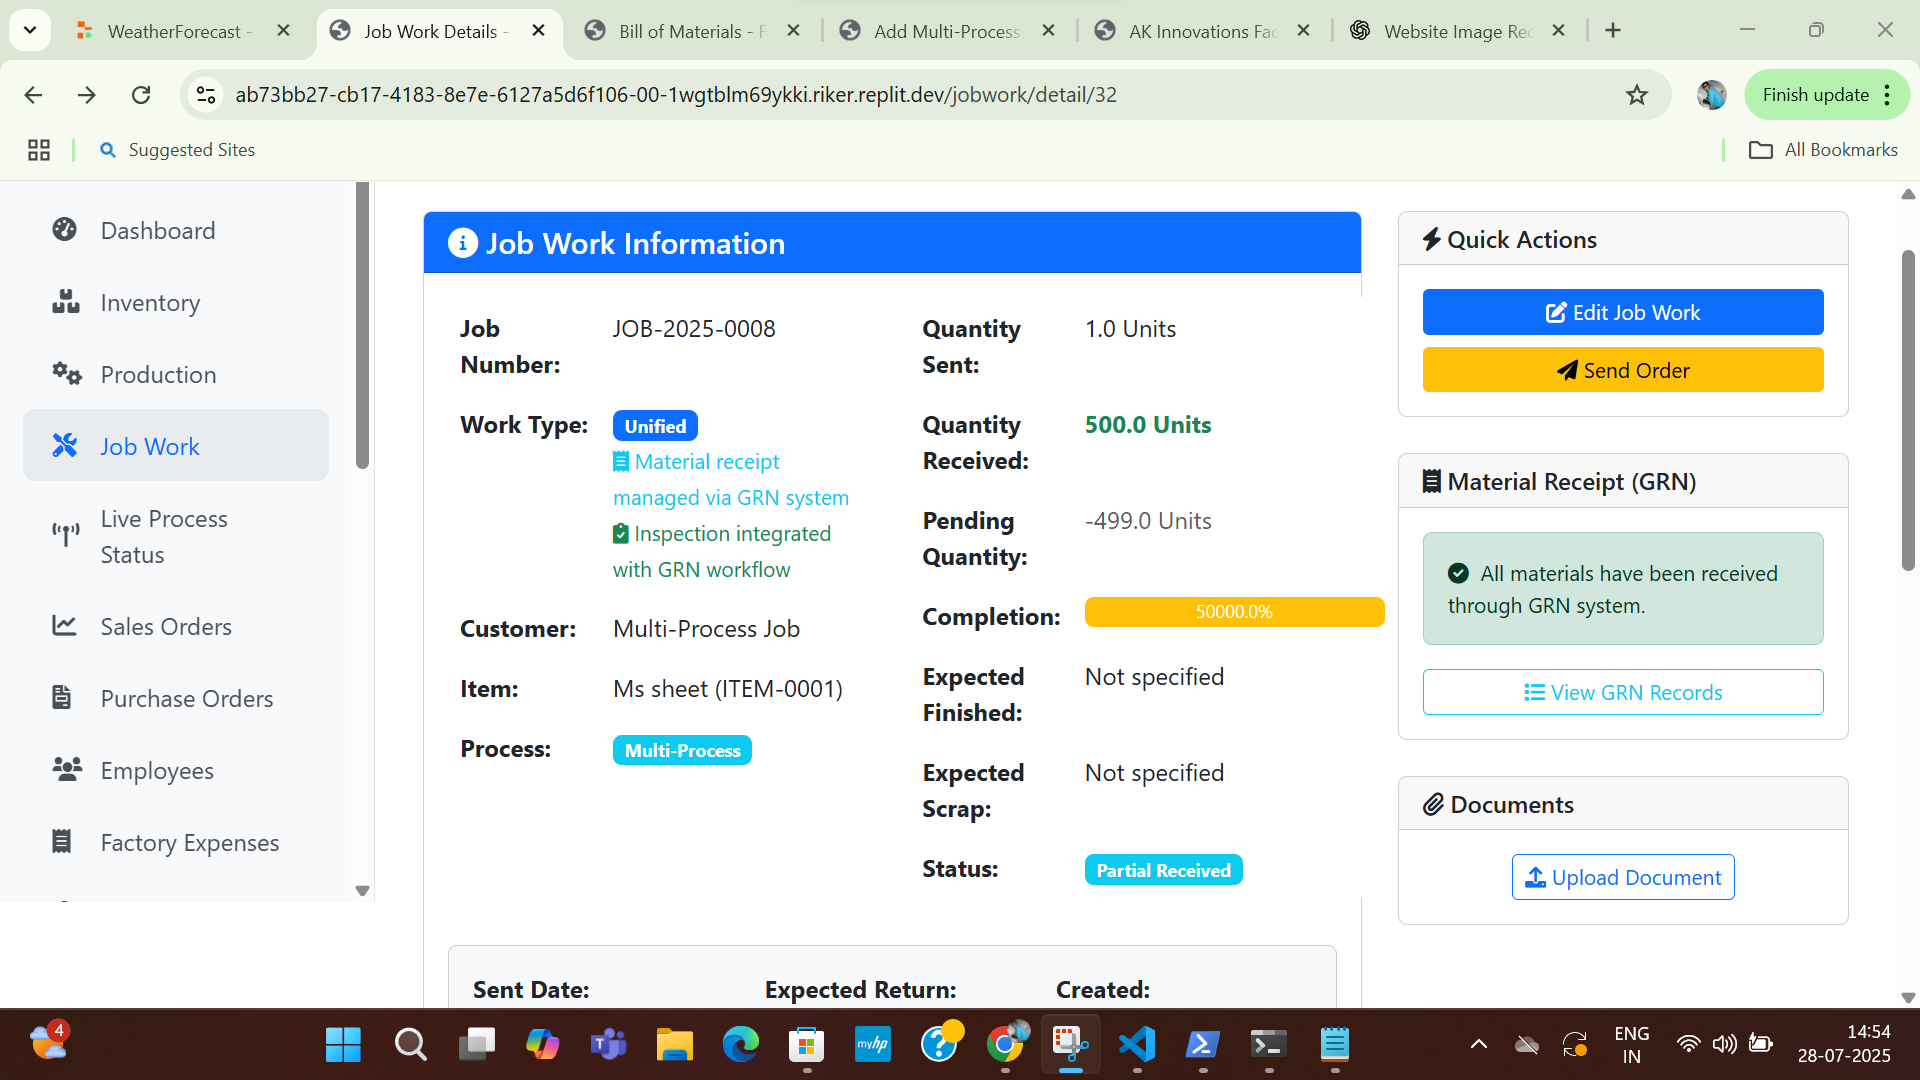 WeatherForecast -
Job Work Details -
Bill of Materials - F
Add Multi-Process
AK Innovations Fac
Website Image Rec
ab73bb27-cb17-4183-8e7e-6127a5d6f106-00-1wgtblm69ykki.riker.replit.dev/jobwork/detail/32
Finish update
Suggested Sites
All Bookmarks
Dashboard
Inventory
Production
Job Work
Live Process
Status
Sales Orders
Purchase Orders
Employees
Factory Expenses
Job Work Information
Job
Number:
JOB-2025-0008
Work Type:
Unified
Material receipt
managed via GRN system
Inspection integrated
with GRN workflow
Customer:
Multi-Process Job
Item:
Ms sheet (ITEM-0001)
Process:
Multi-Process
Quantity
Sent:
1.0 Units
Quantity
Received:
500.0 Units
Pending
Quantity:
-499.0 Units
Completion:
50000.0%
Expected
Finished:
Not specified
Expected
Scrap:
Not specified
Status:
Partial Received
Sent Date:
Expected Return:
Created:
Quick Actions
Edit Job Work
Send Order
Material Receipt (GRN)
All materials have been received
through GRN system.
View GRN Records
Documents
Upload Document
4
myhp
ENG
IN
14:54
28-07-2025